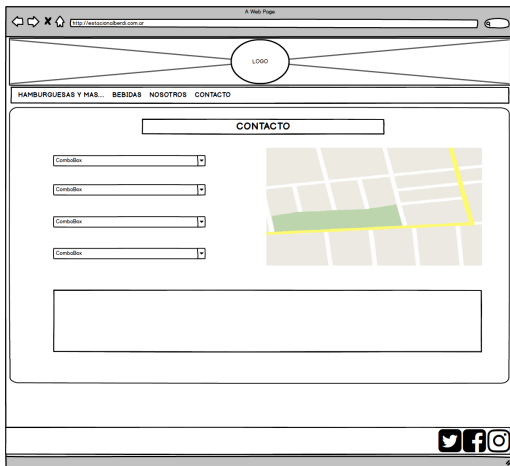 A Web Page
http://estacionalberdi.com.ar
LOGO
HAMBURGUESAS Y MAS... BEBIDAS NOSOTROS CONTACTO
CONTACTO
ComboBox
ComboBox
ComboBox
ComboBox